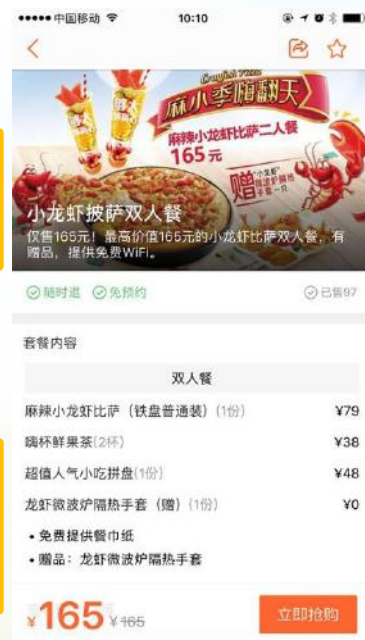 中国移动
10:10
麻小季嗨翻天
麻辣小龙虾比萨二人餐
165元
赠
小龙虾披萨双人餐
仅售165元！最高价值165元的小龙虾比萨双人餐，有
赠品，提供免费WiFi。
随时退 免预约 已售97
套餐内容
双人餐
麻辣小龙虾比萨（铁盘普通装）(1份) ¥79
嗨杯鲜果茶(2杯) ¥38
超值人气小吃拼盘(1份) ¥48
龙虾微波炉隔热手套（赠）(1份) ¥0
• 免费提供餐巾纸
• 赠品：龙虾微波炉隔热手套
¥165 ¥165 立即抢购